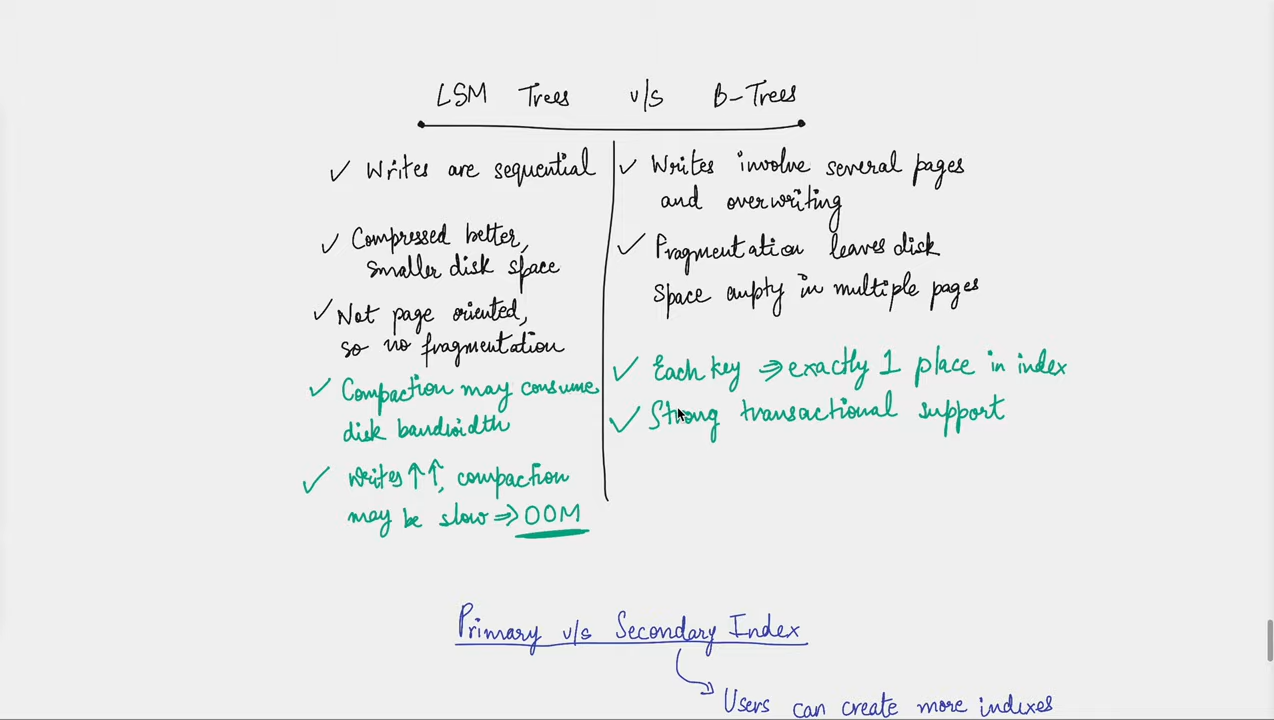 LSM Trees v/s B-Trees
✓ Writes are sequential
✓ Compressed better,
smaller disk space
✓ Not page oriented,
so no fragmentation
✓ Compaction may consume
disk bandwidth
✓ Writes ↑↑, compaction
may be slow ⇒ OOM
✓ Writes involve several pages
and overwriting
✓ Fragmentation leaves disk
space empty in multiple pages
✓ Each key ⇒ exactly 1 place in index
✓ Strong transactional support
Primary v/s Secondary Index
Users can create more indexes